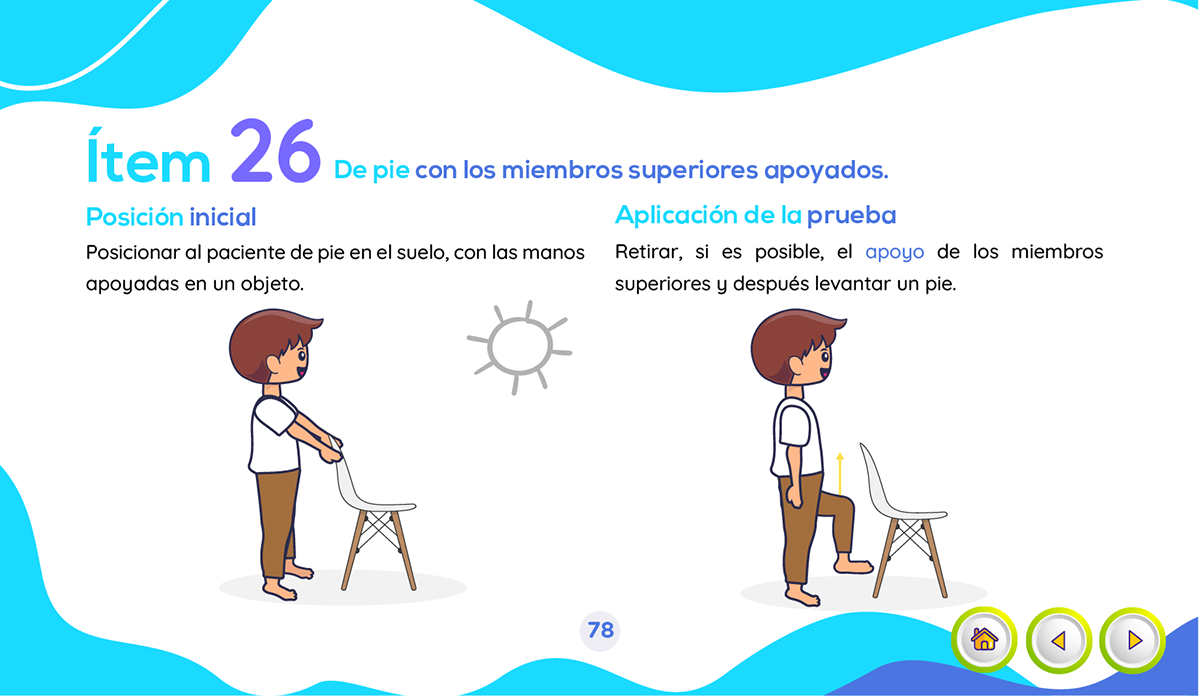 Ítem 26 De pie con los miembros superiores apoyados.
Posición inicial
Posicionar al paciente de pie en el suelo, con las manos
apoyadas en un objeto.
Aplicación de la prueba
Retirar, si es posible, el apoyo de los miembros
superiores y después levantar un pie.
78